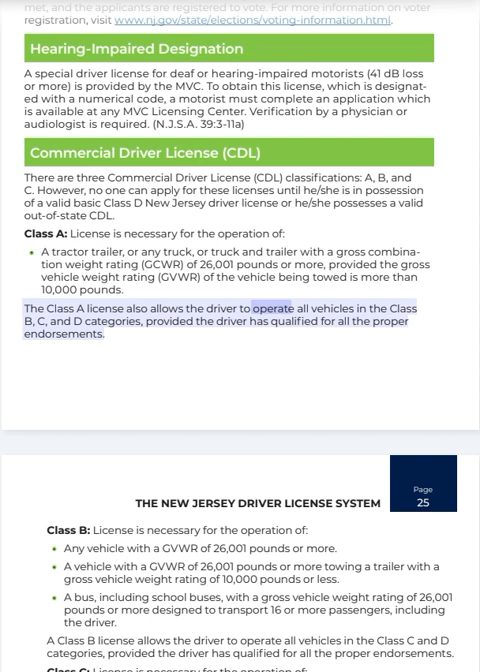 met, and the applicants are registered to vote. For more information on voter
registration, visit www.nj.gov/state/elections/voting-information.html.
Hearing-Impaired Designation
A special driver license for deaf or hearing-impaired motorists (41 dB loss
or more) is provided by the MVC. To obtain this license, which is designat-
ed with a numerical code, a motorist must complete an application which
is available at any MVC Licensing Center. Verification by a physician or
audiologist is required. (N.J.S.A. 39:3-11a)
Commercial Driver License (CDL)
There are three Commercial Driver License (CDL) classifications: A, B, and
C. However, no one can apply for these licenses until he/she is in possession
of a valid basic Class D New Jersey driver license or he/she possesses a valid
out-of-state CDL.
Class A: License is necessary for the operation of:
• A tractor trailer, or any truck, or truck and trailer with a gross combina-
tion weight rating (GCWR) of 26,001 pounds or more, provided the gross
vehicle weight rating (GVWR) of the vehicle being towed is more than
10,000 pounds.
The Class A license also allows the driver to operate all vehicles in the Class
B, C, and D categories, provided the driver has qualified for all the proper
endorsements.
Page
25
THE NEW JERSEY DRIVER LICENSE SYSTEM
Class B: License is necessary for the operation of:
• Any vehicle with a GVWR of 26,001 pounds or more.
• A vehicle with a GVWR of 26,001 pounds or more towing a trailer with a
gross vehicle weight rating of 10,000 pounds or less.
• A bus, including school buses, with a gross vehicle weight rating of 26,001
pounds or more designed to transport 16 or more passengers, including
the driver.
A Class B license allows the driver to operate all vehicles in the Class C and D
categories, provided the driver has qualified for all the proper endorsements.
Class C: License is necessary for the operation of: